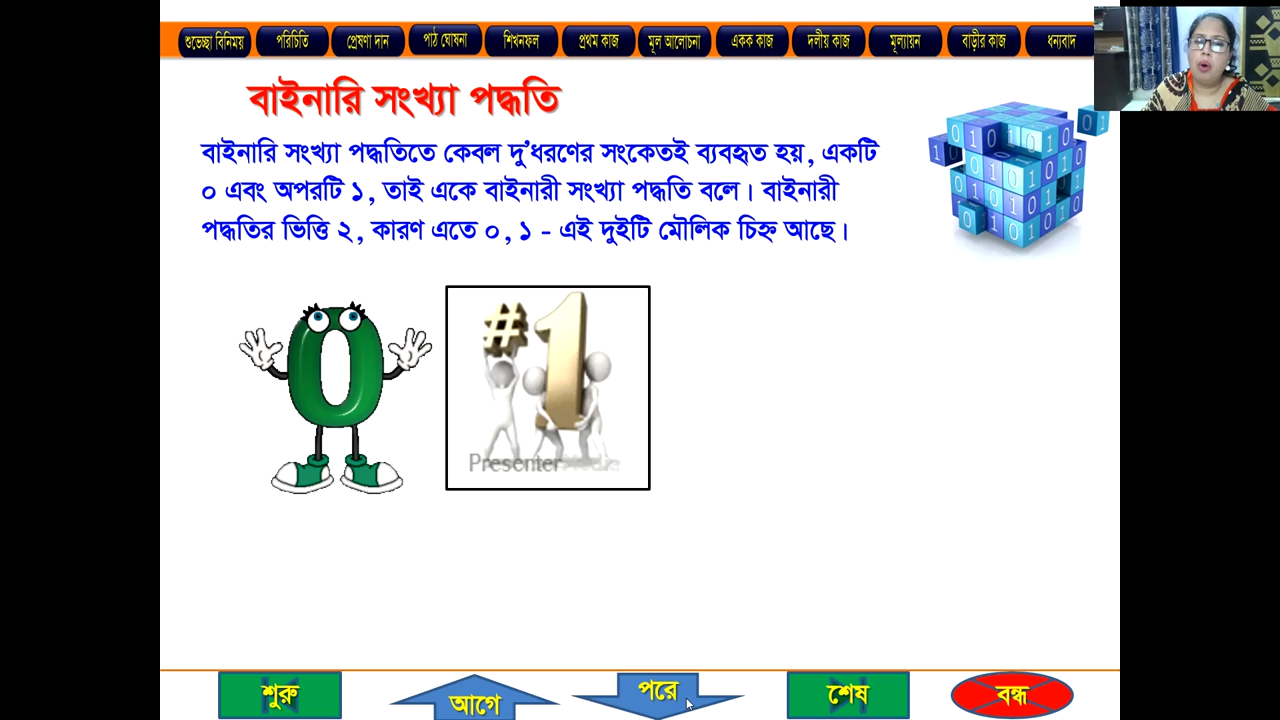 শুভেচ্ছা বিনিময় পরিচিতি প্রেষণা দান পাঠ ঘোষনা শিখনফল প্রথম কাজ মূল আলোচনা একক কাজ দলীয় কাজ মূল্যায়ন বাড়ীর কাজ ধন্যবাদ
বাইনারি সংখ্যা পদ্ধতি
বাইনারি সংখ্যা পদ্ধতিতে কেবল দু’ধরণের সংকেতই ব্যবহৃত হয়, একটি
০ এবং অপরটি ১, তাই একে বাইনারী সংখ্যা পদ্ধতি বলে। বাইনারী
পদ্ধতির ভিত্তি ২, কারণ এতে ০, ১ - এই দুইটি মৌলিক চিহ্ন আছে।
0
#1
Presenter
শুরু আগে পরে শেষ বন্ধ